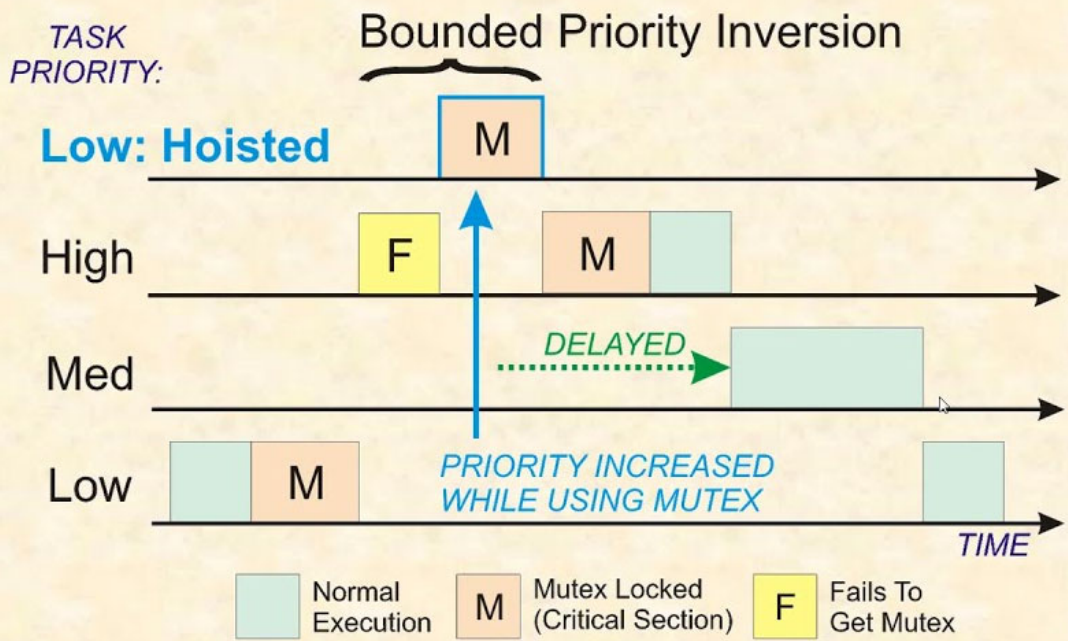 TASK
PRIORITY:
Bounded Priority Inversion
Low: Hoisted
M
High
F
M
Med
DELAYED
Low
M
PRIORITY INCREASED
WHILE USING MUTEX
TIME
Normal
Execution
M
Mutex Locked
(Critical Section)
F
Fails To
Get Mutex